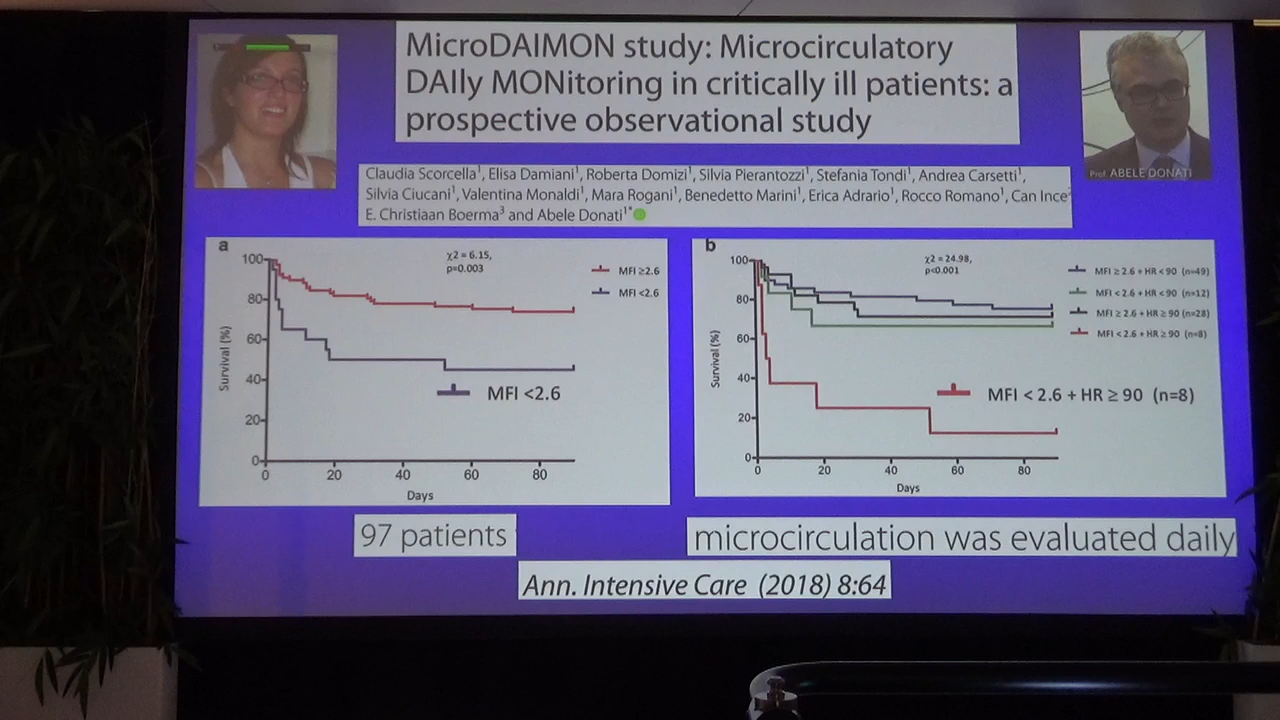 MicroDAIMON study: Microcirculatory
DAIly MONitoring in critically ill patients: a
prospective observational study
Prof. ABELE DONATI
Claudia Scorcella1, Elisa Damiani1, Roberta Domizi1, Silvia Pierantozzi1, Stefania Tondi1, Andrea Carsetti1,
Silvia Ciucani1, Valentina Monaldi1, Mara Rogani1, Benedetto Marini1, Erica Adrario1, Rocco Romano1, Can Ince2
E. Christiaan Boerma3 and Abele Donati1*
a
χ2 = 6.15,
p=0.003
MFI ≥2.6
MFI <2.6
100
80
60
40
20
0
Survival (%)
MFI <2.6
0 20 40 60 80
Days
b
χ2 = 24.98,
p<0.001
MFI ≥ 2.6 + HR < 90 (n=49)
MFI < 2.6 + HR < 90 (n=12)
MFI ≥ 2.6 + HR ≥ 90 (n=28)
MFI < 2.6 + HR ≥ 90 (n=8)
100
80
60
40
20
0
Survival (%)
MFI < 2.6 + HR ≥ 90 (n=8)
0 20 40 60 80
Days
97 patients
microcirculation was evaluated daily
Ann. Intensive Care (2018) 8:64